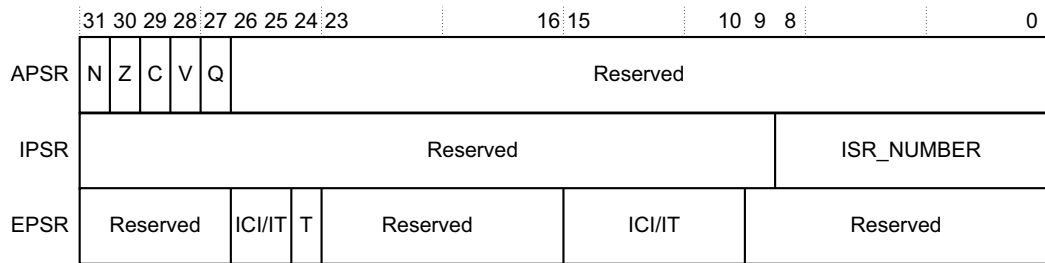 31 30 29 28 27 26 25 24 23 16 15 10 9 8 0
APSR N Z C V Q Reserved
IPSR Reserved ISR_NUMBER
EPSR Reserved ICI/IT T Reserved ICI/IT Reserved